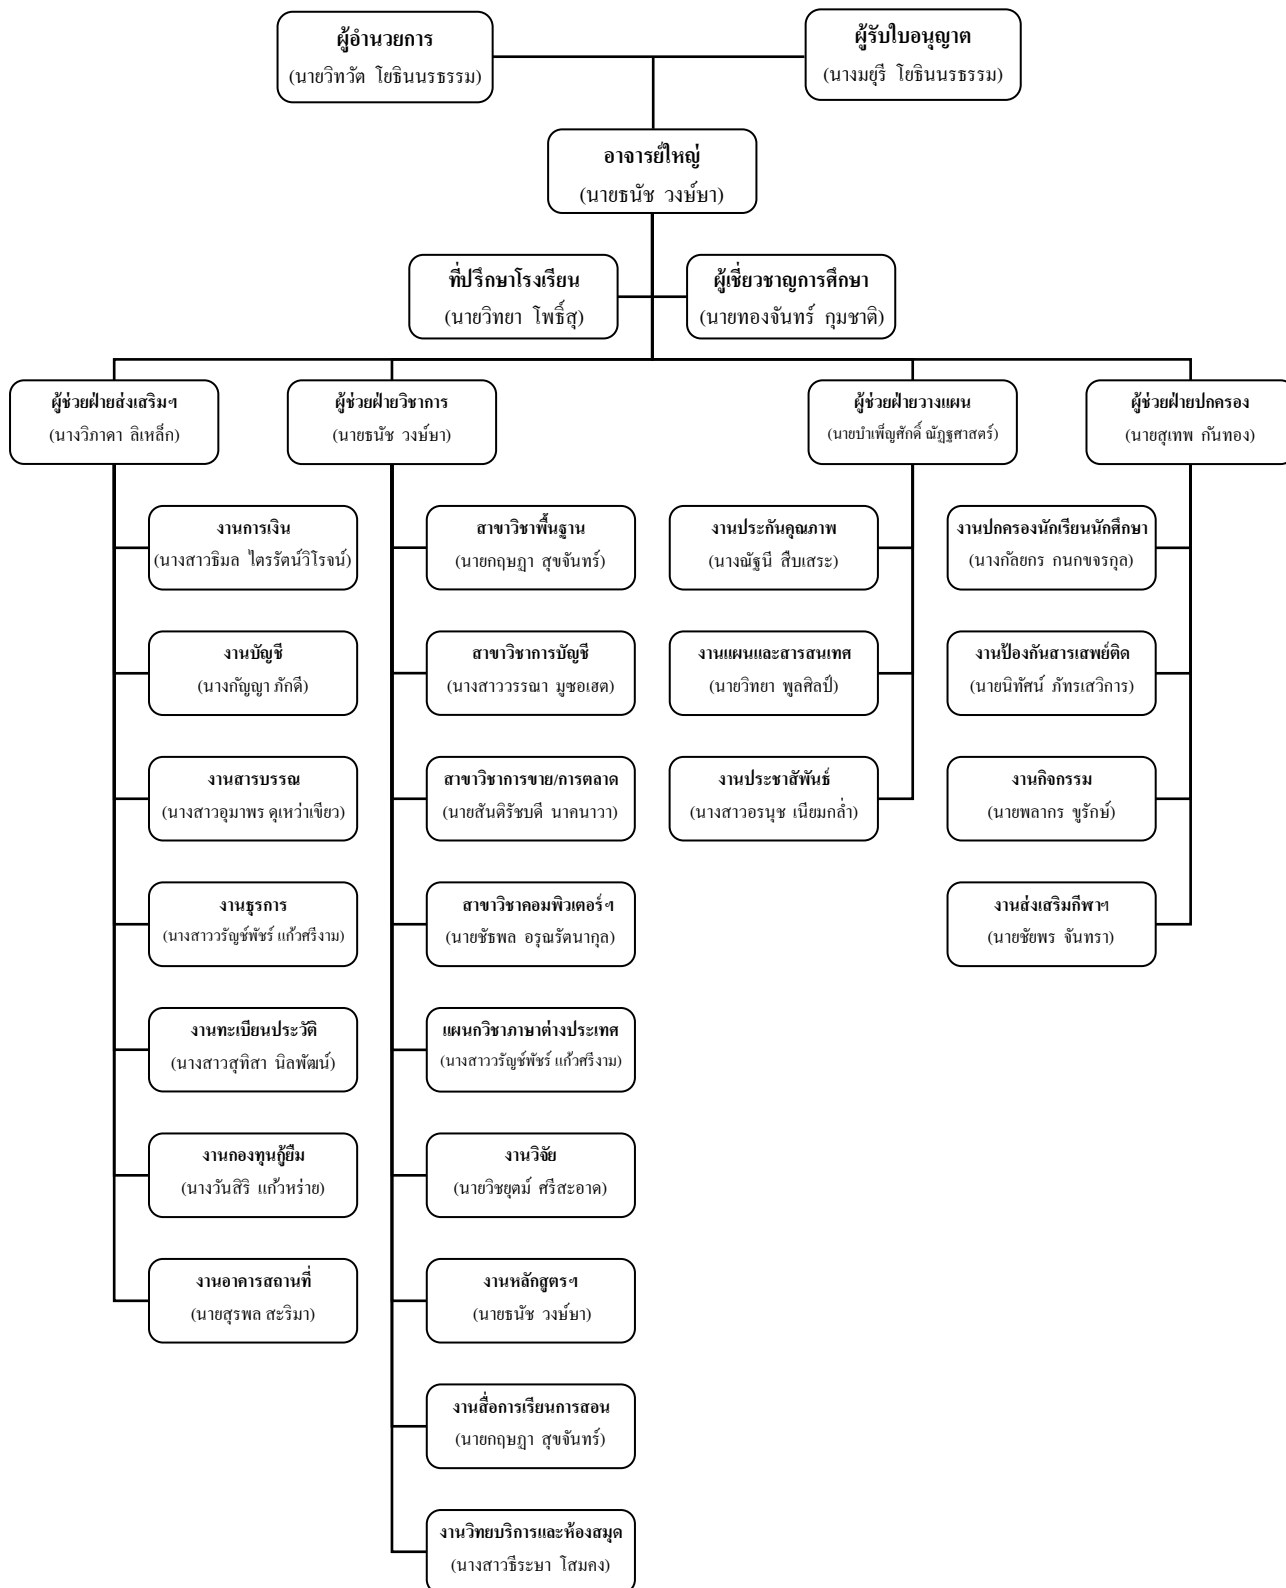 ผู้อำนวยการ
(นายวิทวัต โยธินนรธรรม)
ผู้รับใบอนุญาต
(นางมยุรี โยธินนรธรรม)
อาจารย์ใหญ่
(นายธนัช วงษ์ษา)
ที่ปรึกษาโรงเรียน
(นายวิทยา โพธิ์สุ)
ผู้เชี่ยวชาญการศึกษา
(นายทองจันทร์ กุมชาติ)
ผู้ช่วยฝ่ายส่งเสริมฯ
(นางวิภาดา ลิเหล็ก)
ผู้ช่วยฝ่ายวิชาการ
(นายธนัช วงษ์ษา)
ผู้ช่วยฝ่ายวางแผน
(นายบำเพ็ญศักดิ์ ณัฏฐศาสตร์)
ผู้ช่วยฝ่ายปกครอง
(นายสุเทพ กันทอง)
งานการเงิน
(นางสาวธิมล ไตรรัตน์วิโรจน์)
งานบัญชี
(นางกัญญา ภักดี)
งานสารบรรณ
(นางสาวอุมาพร ดุเหว่าเขียว)
งานธุรการ
(นางสาววรัญช์พัชร์ แก้วศรีงาม)
งานทะเบียนประวัติ
(นางสาวสุทิสา นิลพัฒน์)
งานกองทุนกู้ยืม
(นางวันสิริ แก้วหร่าย)
งานอาคารสถานที่
(นายสุรพล สะริมา)
สาขาวิชาพื้นฐาน
(นายกฤษฎา สุขจันทร์)
สาขาวิชาการบัญชี
(นางสาววรรณา มูซอเฮต)
สาขาวิชาการขาย/การตลาด
(นายสันติรัชบดี นาคนาวา)
สาขาวิชาคอมพิวเตอร์ฯ
(นายชัธพล อรุณรัตนากุล)
แผนกวิชาภาษาต่างประเทศ
(นางสาววรัญช์พัชร์ แก้วศรีงาม)
งานวิจัย
(นายวิชยุตม์ ศรีสะอาด)
งานหลักสูตรฯ
(นายธนัช วงษ์ษา)
งานสื่อการเรียนการสอน
(นายกฤษฎา สุขจันทร์)
งานวิทยบริการและห้องสมุด
(นางสาวธีระษา โสมคง)
งานประกันคุณภาพ
(นางณัฐนี สืบเสระ)
งานแผนและสารสนเทศ
(นายวิทยา พูลศิลป์)
งานประชาสัมพันธ์
(นางสาวอรนุช เนียมกล่ำ)
งานปกครองนักเรียนนักศึกษา
(นางกัลยกร กนกขจรกุล)
งานป้องกันสารเสพย์ติด
(นายนิทัศน์ ภัทรเสวิการ)
งานกิจกรรม
(นายพลากร ขูรักษ์)
งานส่งเสริมกีฬาฯ
(นายชัยพร จันทรา)